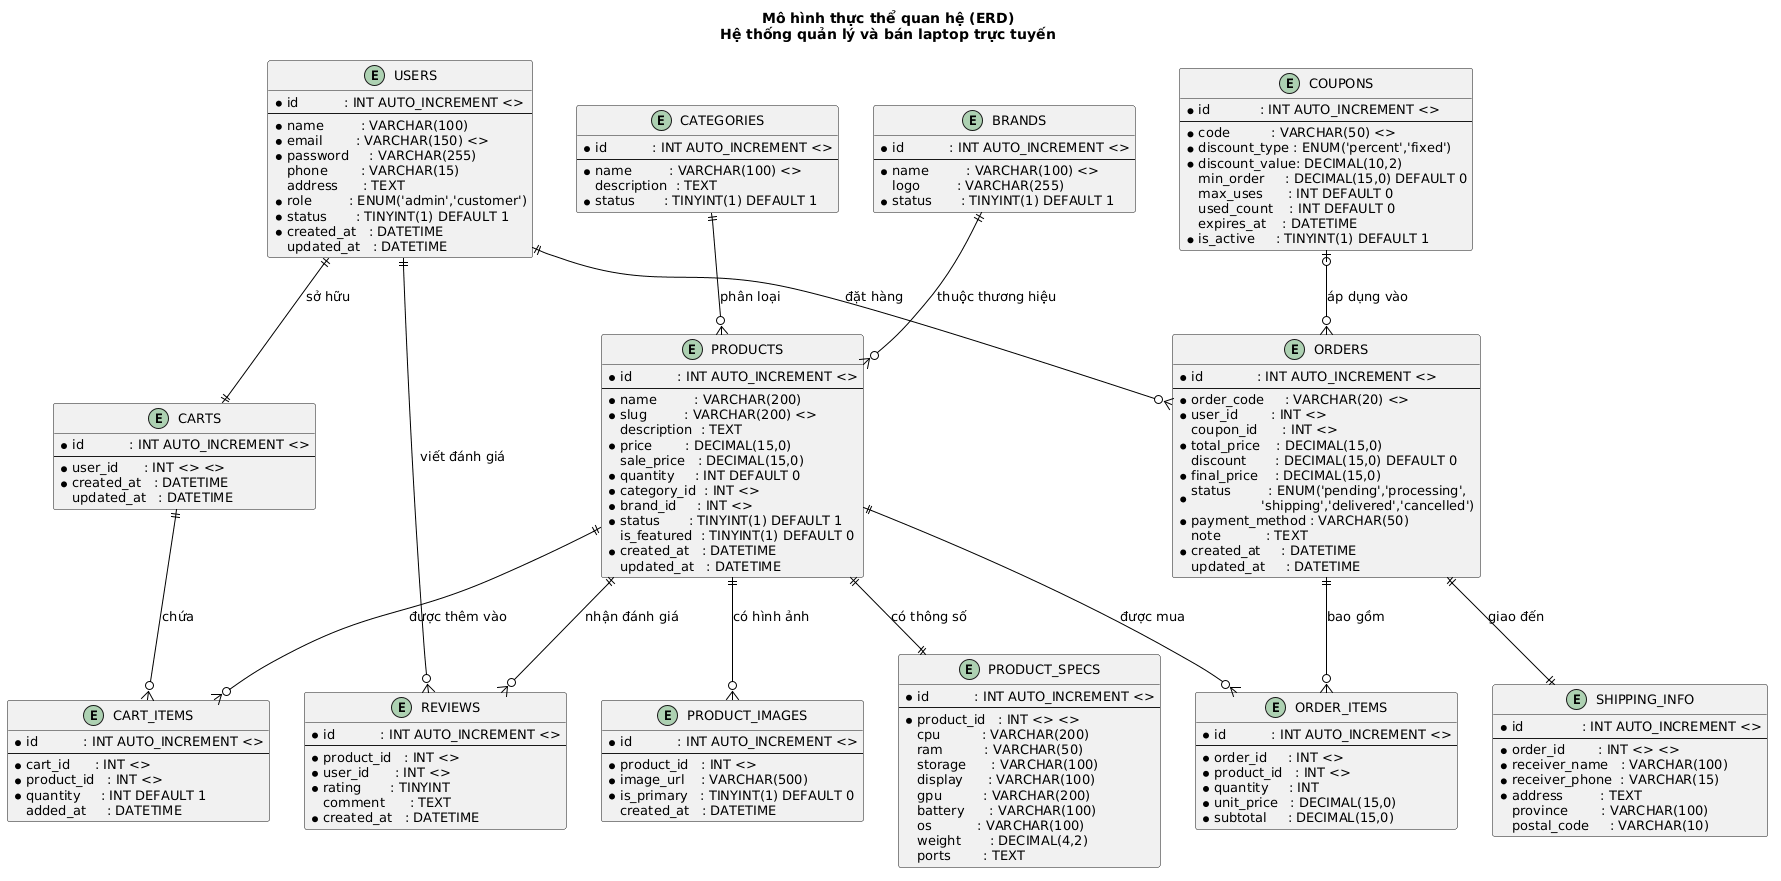 Mô hình thực thể quan hệ (ERD)
Hệ thống quản lý và bán laptop trực tuyến
E USERS
id : INT AUTO_INCREMENT <>
name : VARCHAR(100)
email : VARCHAR(150) <>
password : VARCHAR(255)
phone : VARCHAR(15)
address : TEXT
role : ENUM('admin','customer')
status : TINYINT(1) DEFAULT 1
created_at : DATETIME
updated_at : DATETIME
E CATEGORIES
id : INT AUTO_INCREMENT <>
name : VARCHAR(100) <>
description : TEXT
status : TINYINT(1) DEFAULT 1
E BRANDS
id : INT AUTO_INCREMENT <>
name : VARCHAR(100) <>
logo : VARCHAR(255)
status : TINYINT(1) DEFAULT 1
E COUPONS
id : INT AUTO_INCREMENT <>
code : VARCHAR(50) <>
discount_type : ENUM('percent','fixed')
discount_value: DECIMAL(10,2)
min_order : DECIMAL(15,0) DEFAULT 0
max_uses : INT DEFAULT 0
used_count : INT DEFAULT 0
expires_at : DATETIME
is_active : TINYINT(1) DEFAULT 1
sở hữu
phân loại
đặt hàng
thuộc thương hiệu
áp dụng vào
E CARTS
id : INT AUTO_INCREMENT <>
user_id : INT <> <>
created_at : DATETIME
updated_at : DATETIME
viết đánh giá
E PRODUCTS
id : INT AUTO_INCREMENT <>
name : VARCHAR(200)
slug : VARCHAR(200) <>
description : TEXT
price : DECIMAL(15,0)
sale_price : DECIMAL(15,0)
quantity : INT DEFAULT 0
category_id : INT <>
brand_id : INT <>
status : TINYINT(1) DEFAULT 1
is_featured : TINYINT(1) DEFAULT 0
created_at : DATETIME
updated_at : DATETIME
E ORDERS
id : INT AUTO_INCREMENT <>
order_code : VARCHAR(20) <>
user_id : INT <>
coupon_id : INT <>
total_price : DECIMAL(15,0)
discount : DECIMAL(15,0) DEFAULT 0
final_price : DECIMAL(15,0)
status : ENUM('pending','processing',
'shipping','delivered','cancelled')
payment_method : VARCHAR(50)
note : TEXT
created_at : DATETIME
updated_at : DATETIME
chứa
được thêm vào
nhận đánh giá
có hình ảnh
có thông số
được mua
bao gồm
giao đến
E CART_ITEMS
id : INT AUTO_INCREMENT <>
cart_id : INT <>
product_id : INT <>
quantity : INT DEFAULT 1
added_at : DATETIME
E REVIEWS
id : INT AUTO_INCREMENT <>
product_id : INT <>
user_id : INT <>
rating : TINYINT
comment : TEXT
created_at : DATETIME
E PRODUCT_IMAGES
id : INT AUTO_INCREMENT <>
product_id : INT <>
image_url : VARCHAR(500)
is_primary : TINYINT(1) DEFAULT 0
created_at : DATETIME
E PRODUCT_SPECS
id : INT AUTO_INCREMENT <>
product_id : INT <> <>
cpu : VARCHAR(200)
ram : VARCHAR(50)
storage : VARCHAR(100)
display : VARCHAR(100)
gpu : VARCHAR(200)
battery : VARCHAR(100)
os : VARCHAR(100)
weight : DECIMAL(4,2)
ports : TEXT
E ORDER_ITEMS
id : INT AUTO_INCREMENT <>
order_id : INT <>
product_id : INT <>
quantity : INT
unit_price : DECIMAL(15,0)
subtotal : DECIMAL(15,0)
E SHIPPING_INFO
id : INT AUTO_INCREMENT <>
order_id : INT <> <>
receiver_name : VARCHAR(100)
receiver_phone : VARCHAR(15)
address : TEXT
province : VARCHAR(100)
postal_code : VARCHAR(10)